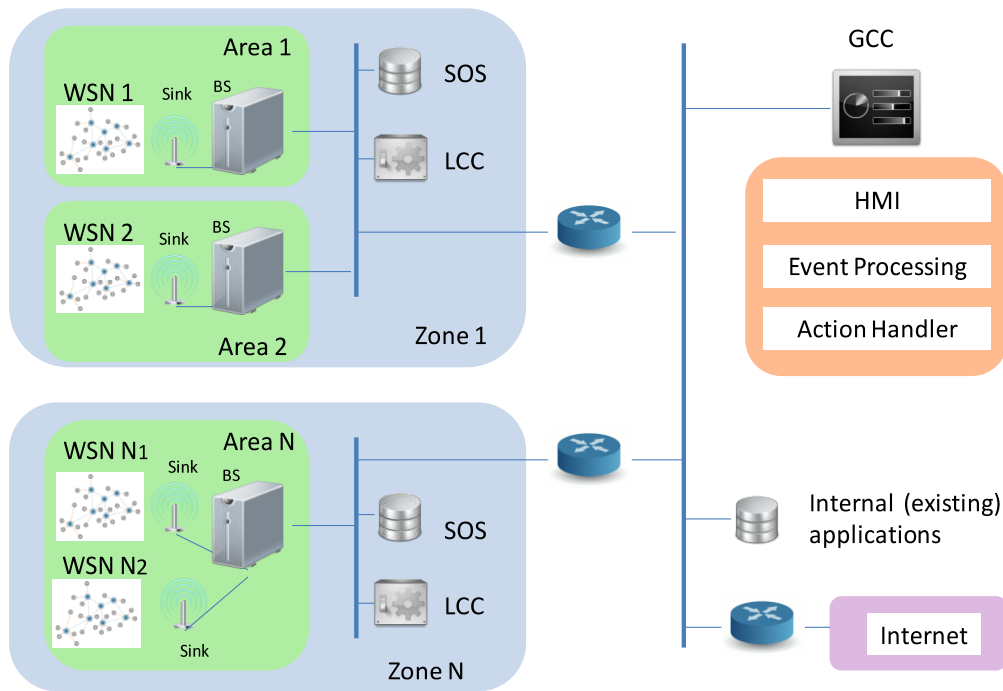 Area 1
WSN 1
Sink
BS
SOS
LCC
WSN 2
Sink
BS
Area 2
Zone 1
GCC
HMI
Event Processing
Action Handler
Area N
WSN N1
Sink
BS
WSN N2
Sink
SOS
LCC
Zone N
Internal (existing)
applications
Internet